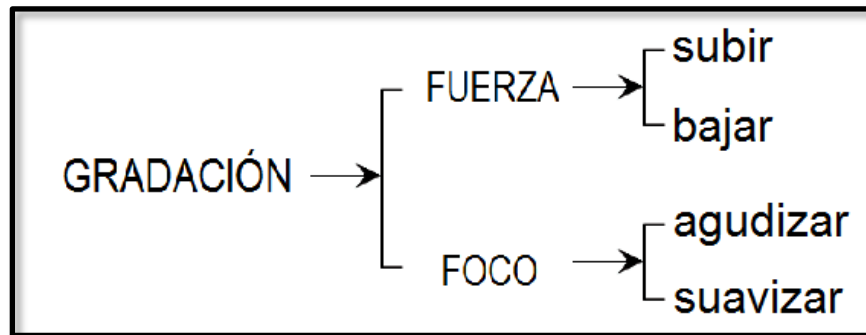 GRADACIÓN
FUERZA
subir
bajar
FOCO
agudizar
suavizar